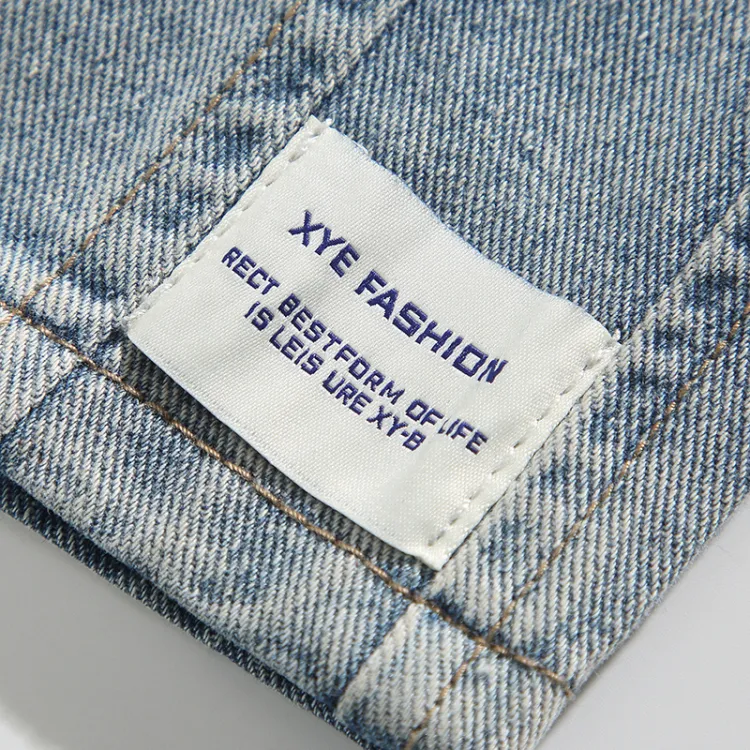 XYE FASHION
RECT BESTFORM OF LIFE
IS LEIS URE XY-B